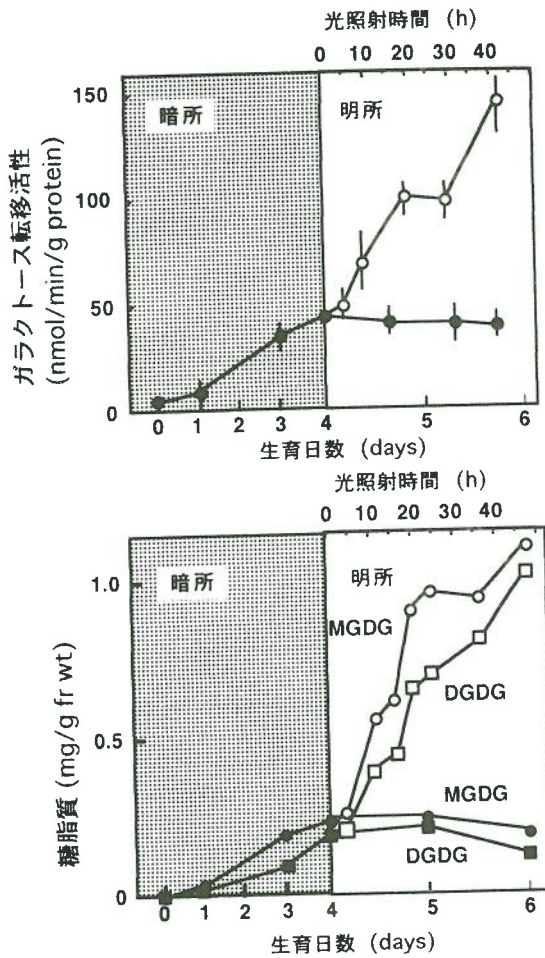 光照射時間 (h)
0 10 20 30 40
ガラクトース転移活性
(nmol/min/g protein)
150
100
50
0
暗所
明所
0 1 2 3 4 5 6
生育日数 (days)
光照射時間 (h)
0 10 20 30 40
糖脂質 (mg/g fr wt)
1.0
0.5
0
暗所
明所
MGDG
DGDG
MGDG
DGDG
0 1 2 3 4 5 6
生育日数 (days)